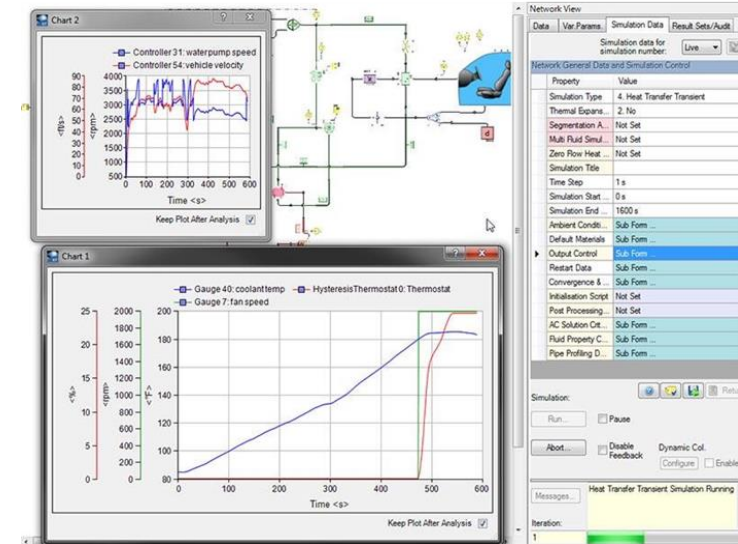 Chart 2
Controller 31: waterpump speed
Controller 54: vehicle velocity
90
80
70
60
50
40
30
20
10
0
<ft/s>
4000
3500
3000
2500
2000
1500
1000
500
<rpm>
0 100 200 300 400 500 600
Time <s>
Keep Plot After Analysis
Chart 1
Gauge 40: coolant temp
HysteresisThermostat0: Thermostat
Gauge 7: fan speed
25
20
15
10
5
0
<%>
2000
1800
1600
1400
1200
1000
800
600
400
200
0
<rpm>
200
180
160
140
120
100
80
<°F>
0 100 200 300 400 500 600
Time <s>
Keep Plot After Analysis
d
Network View
Data Var.Params. Simulation Data Result Sets/Audit
Simulation data for simulation number: Live
Network General Data and Simulation Control
Property Value
Simulation Type 4. Heat Transfer Transient
Thermal Expans... 2. No
Segmentation A... Not Set
Multi Fluid Simul... Not Set
Zero Flow Heat ... Not Set
Simulation Title
Time Step 1 s
Simulation Start ... 0 s
Simulation End ... 1600 s
Ambient Conditi... Sub Form ...
Default Materials Sub Form ...
Output Control Sub Form ...
Restart Data Sub Form ...
Convergence & ... Sub Form ...
Initialisation Script Not Set
Post Processing... Not Set
AC Solution Crit... Sub Form ...
Fluid Property C... Sub Form ...
Pipe Profiling D... Sub Form ...
Simulation:
Run... Pause
Abort... Disable Feedback
Dynamic Col.
Configure Enable
Messages... Heat Transfer Transient Simulation Running
Iteration:
1